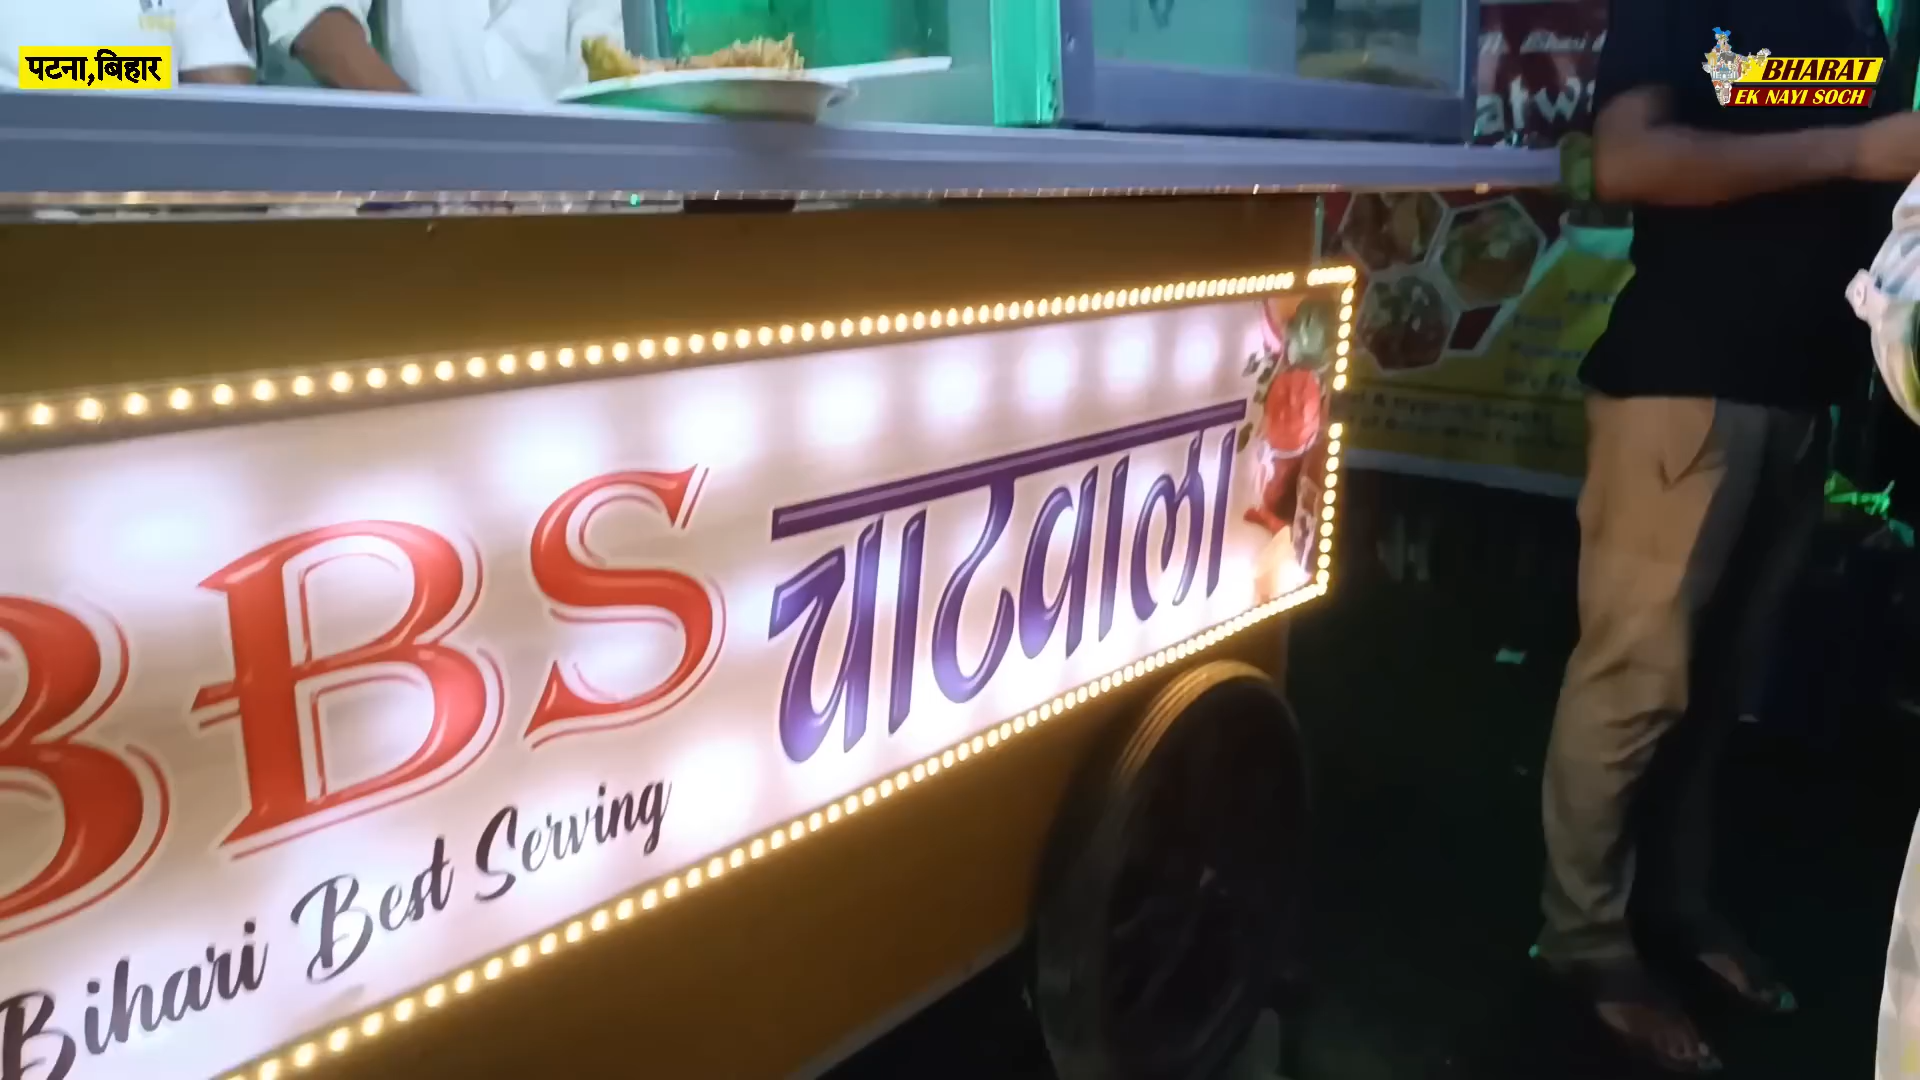 पटना,बिहार
BHARAT
EK NAYI SOCH
BBS चाटवाला
Bihari Best Serving